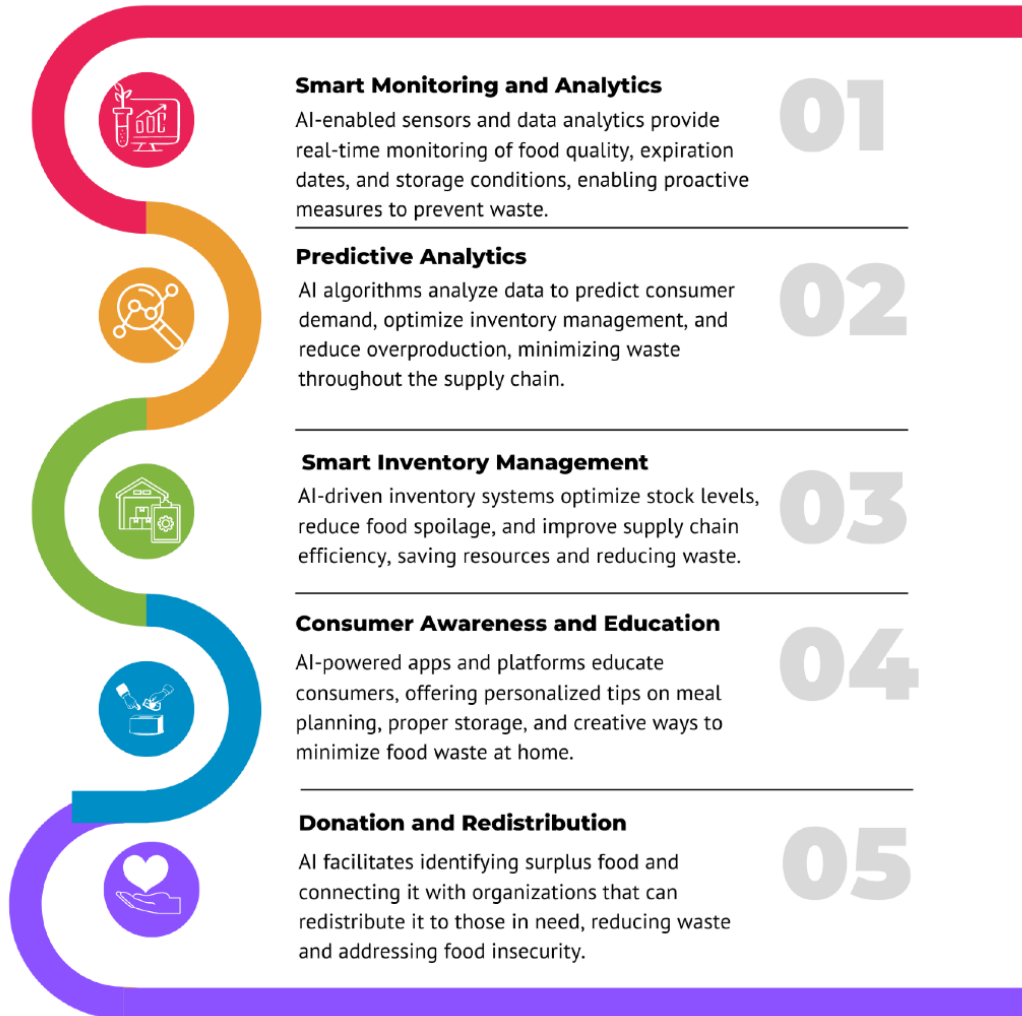 Smart Monitoring and Analytics
01
AI-enabled sensors and data analytics provide
real-time monitoring of food quality, expiration
dates, and storage conditions, enabling proactive
measures to prevent waste.
Predictive Analytics
02
AI algorithms analyze data to predict consumer
demand, optimize inventory management, and
reduce overproduction, minimizing waste
throughout the supply chain.
Smart Inventory Management
03
AI-driven inventory systems optimize stock levels,
reduce food spoilage, and improve supply chain
efficiency, saving resources and reducing waste.
Consumer Awareness and Education
04
AI-powered apps and platforms educate
consumers, offering personalized tips on meal
planning, proper storage, and creative ways to
minimize food waste at home.
Donation and Redistribution
05
AI facilitates identifying surplus food and
connecting it with organizations that can
redistribute it to those in need, reducing waste
and addressing food insecurity.